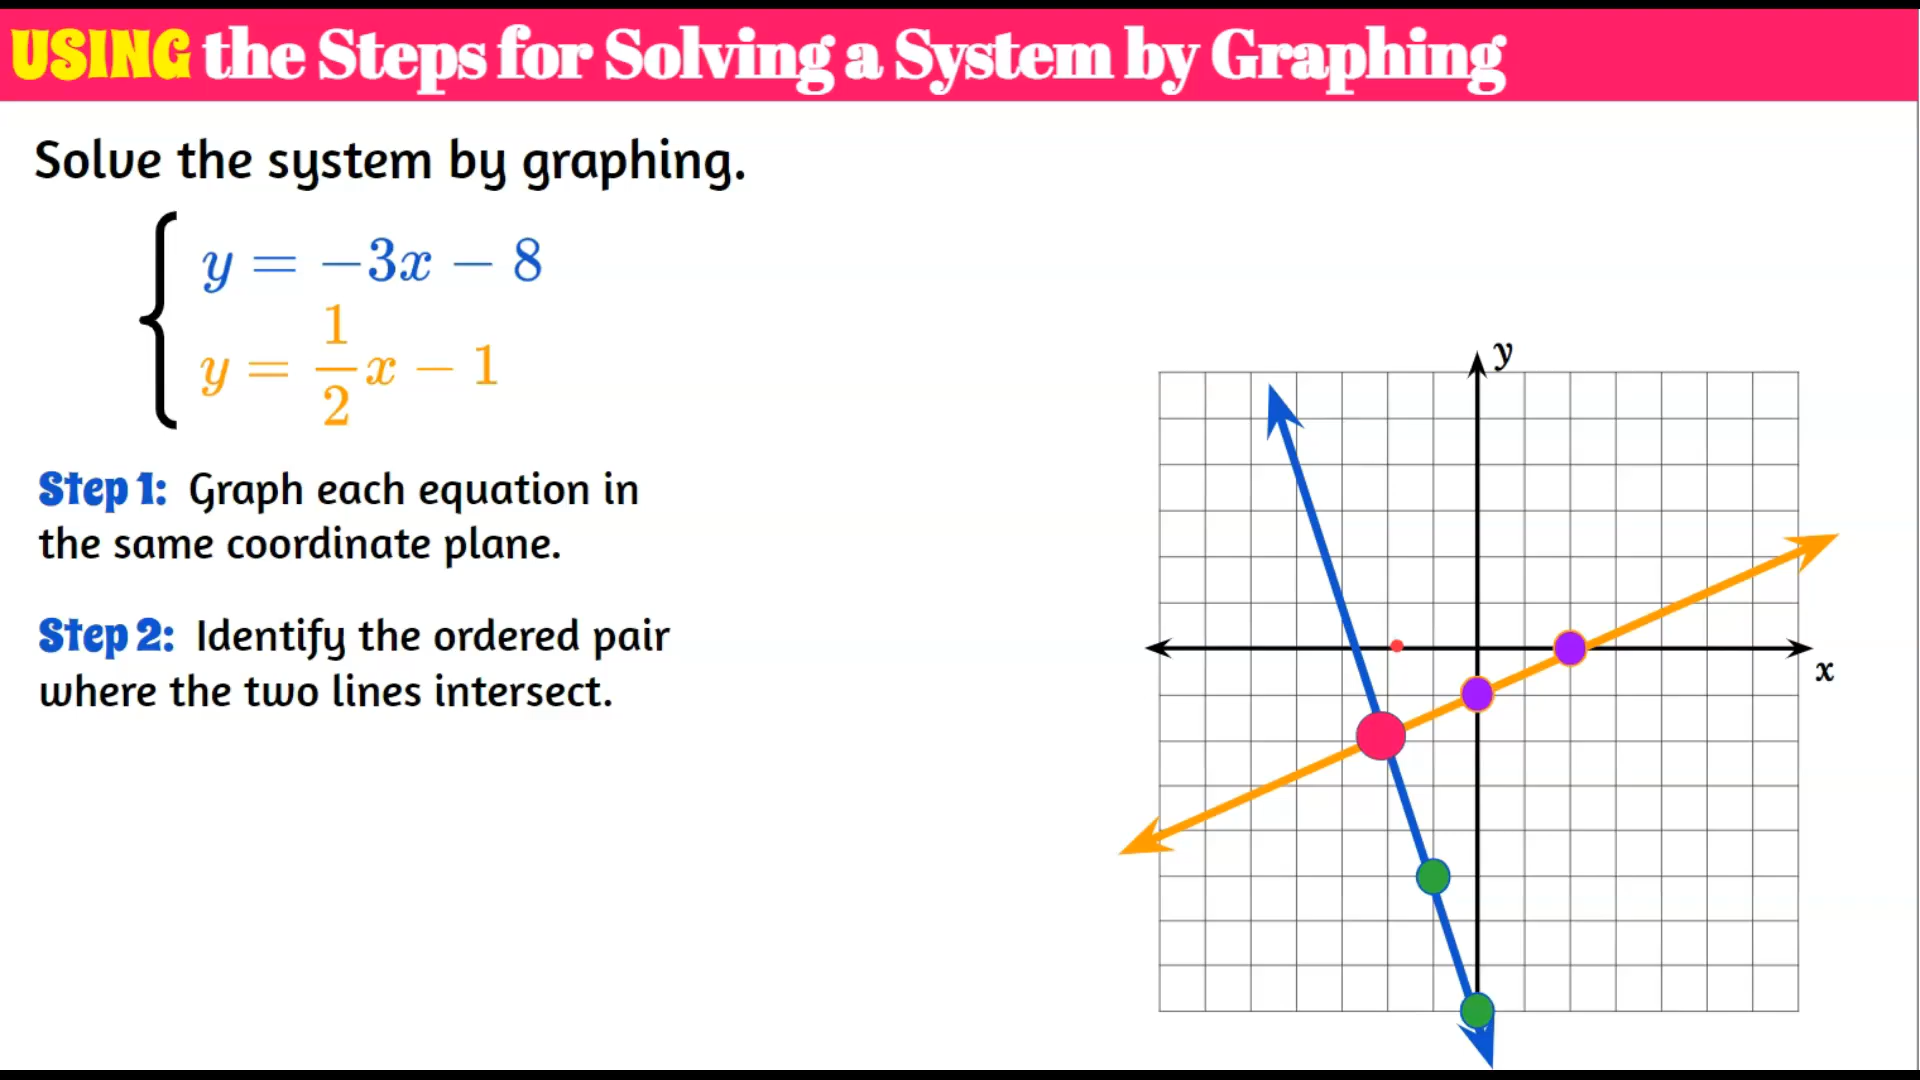 USING the Steps for Solving a System by Graphing
Solve the system by graphing.
y = −3x − 8
y = 1/2 x − 1
Step 1: Graph each equation in
the same coordinate plane.
Step 2: Identify the ordered pair
where the two lines intersect.
y
x